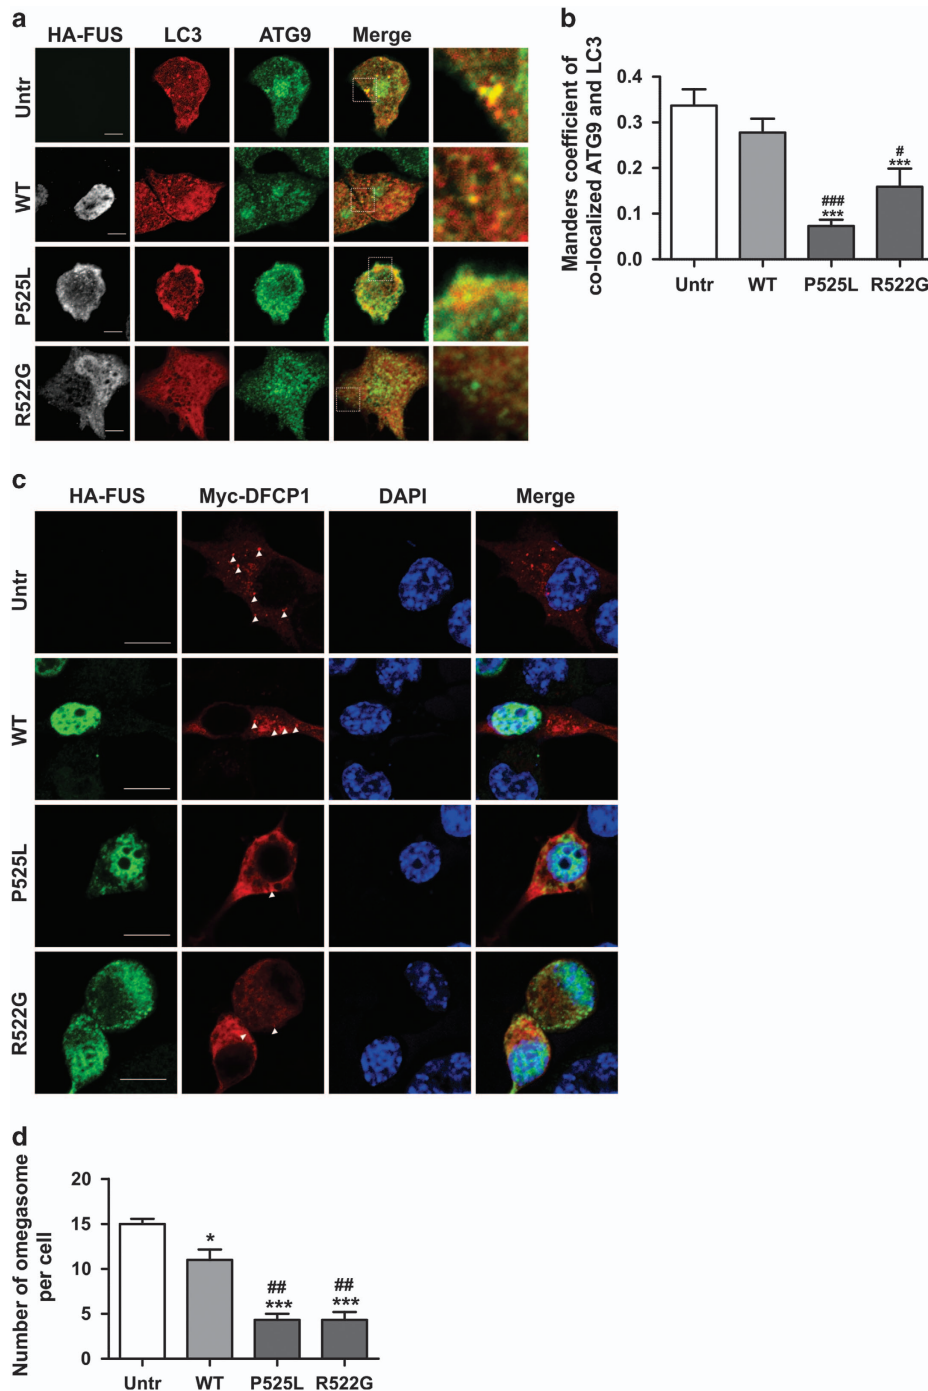 a
HA-FUS LC3 ATG9 Merge
Untr
WT
P525L
R522G
b
Manders coefficient of
co-localized ATG9 and LC3
0.4
0.3
0.2
0.1
0.0
###
***
#
***
Untr WT P525L R522G
c
HA-FUS Myc-DFCP1 DAPI Merge
Untr
WT
P525L
R522G
d
Number of omegasome
per cell
20
15
10
5
0
*
##
***
##
***
Untr WT P525L R522G